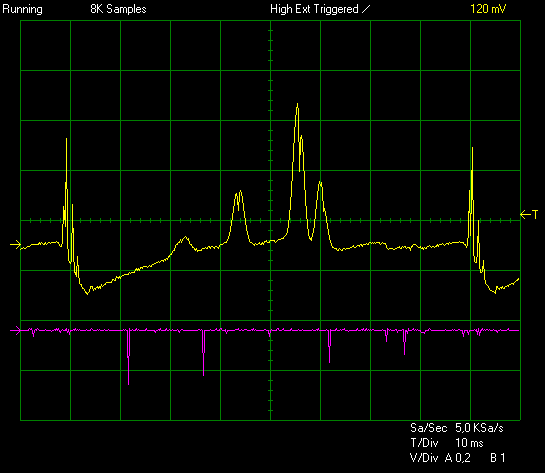 Running 8K Samples High Ext Triggered ⁄ 120 mV
T
Sa/Sec 5,0 KSa/s
T/Div 10 ms
V/Div A 0,2 B 1